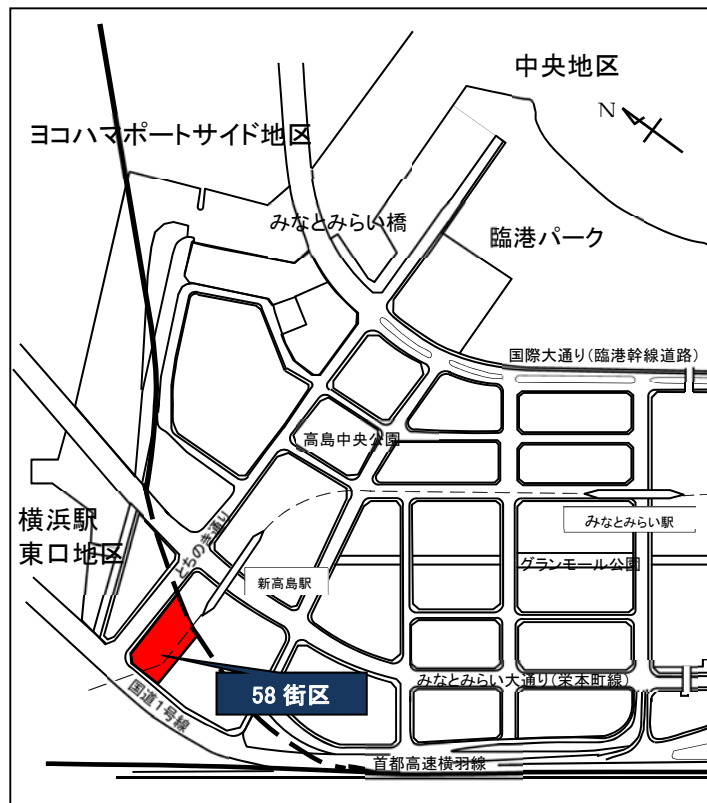 中央地区
N
ヨコハマポートサイド地区
みなとみらい橋
臨港パーク
国際大通り(臨港幹線道路)
高島中央公園
みなとみらい駅
横浜駅
東口地区
とちのき通り
グランモール公園
新高島駅
58 街区
みなとみらい大通り(栄本町線)
国道1号線
首都高速横羽線